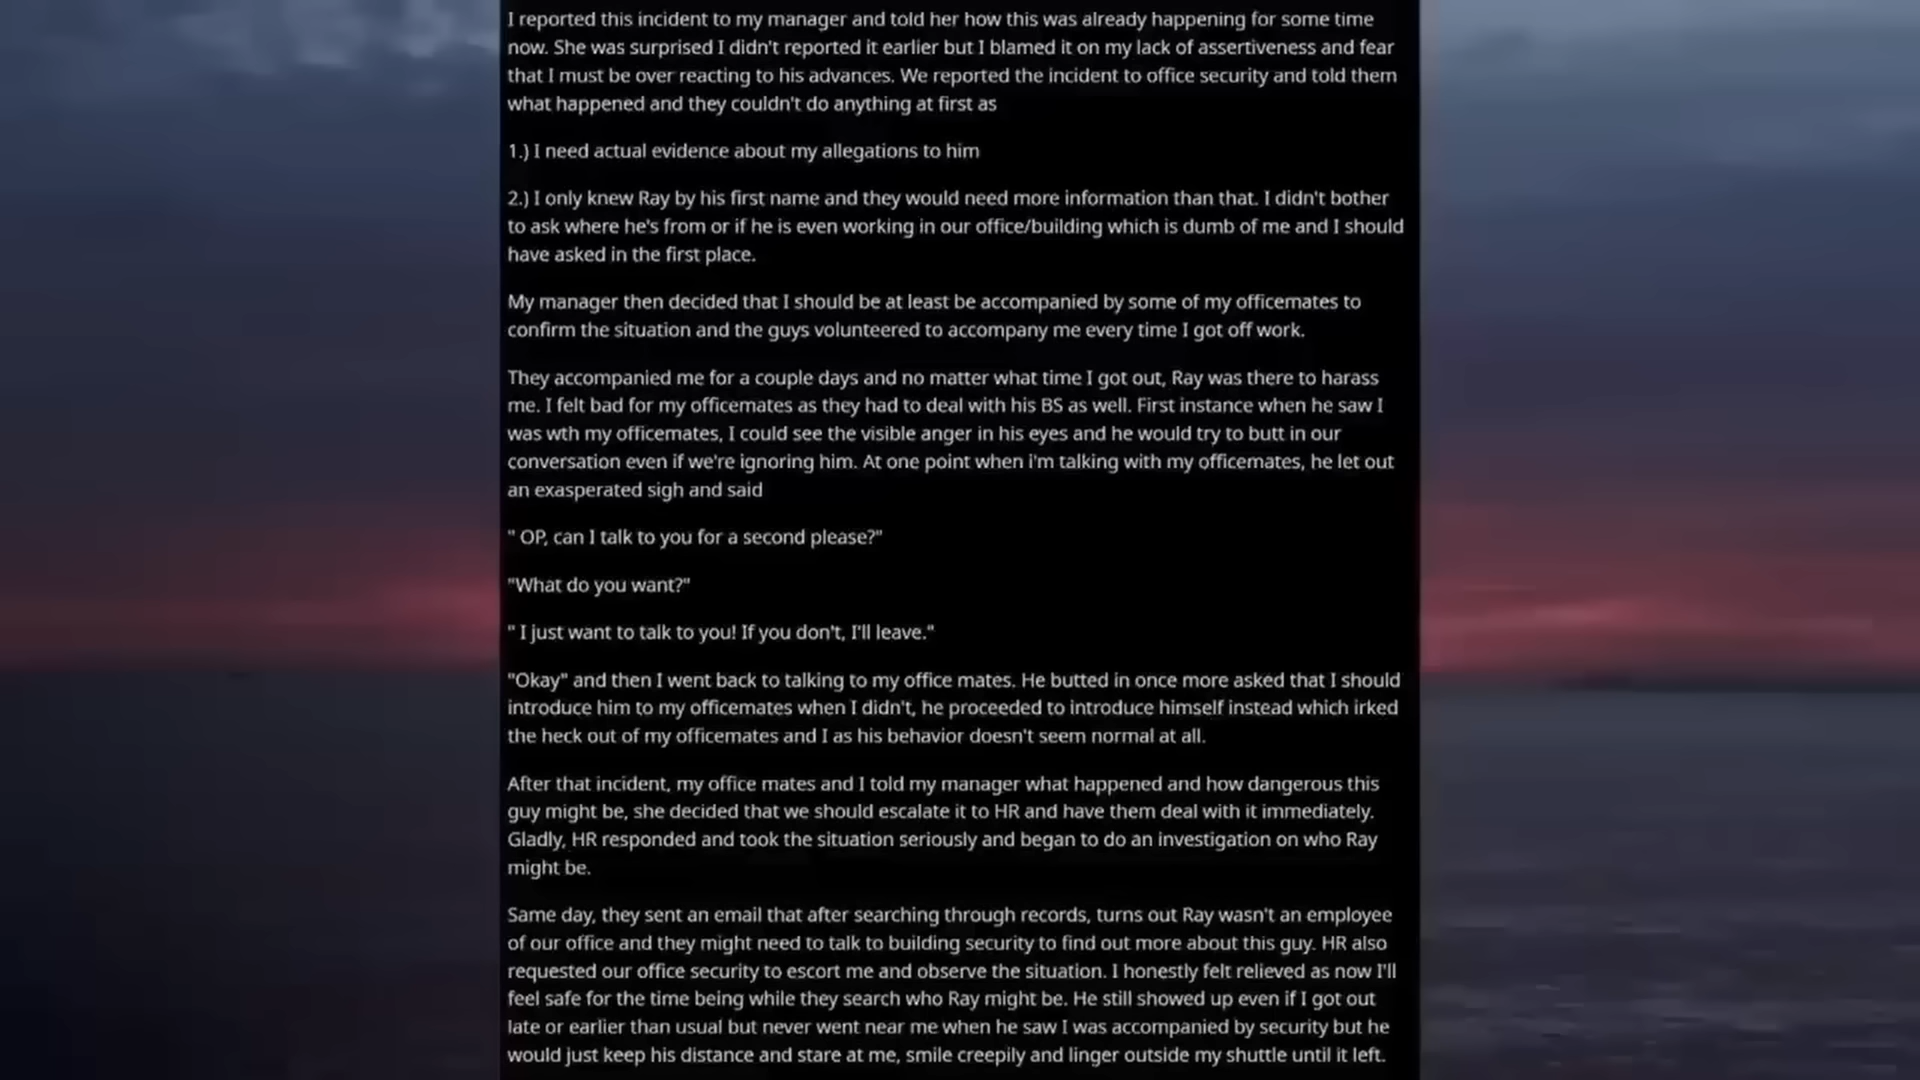 I reported this incident to my manager and told her how this was already happening for some time
now. She was surprised I didn't reported it earlier but I blamed it on my lack of assertiveness and fear
that I must be over reacting to his advances. We reported the incident to office security and told them
what happened and they couldn't do anything at first as
1.) I need actual evidence about my allegations to him
2.) I only knew Ray by his first name and they would need more information than that. I didn't bother
to ask where he's from or if he is even working in our office/building which is dumb of me and I should
have asked in the first place.
My manager then decided that I should be at least be accompanied by some of my officemates to
confirm the situation and the guys volunteered to accompany me every time I got off work.
They accompanied me for a couple days and no matter what time I got out, Ray was there to harass
me. I felt bad for my officemates as they had to deal with his BS as well. First instance when he saw I
was wth my officemates, I could see the visible anger in his eyes and he would try to butt in our
conversation even if we're ignoring him. At one point when i'm talking with my officemates, he let out
an exasperated sigh and said
" OP, can I talk to you for a second please?"
"What do you want?"
" I just want to talk to you! If you don't, I'll leave."
"Okay" and then I went back to talking to my office mates. He butted in once more asked that I should
introduce him to my officemates when I didn't, he proceeded to introduce himself instead which irked
the heck out of my officemates and I as his behavior doesn't seem normal at all.
After that incident, my office mates and I told my manager what happened and how dangerous this
guy might be, she decided that we should escalate it to HR and have them deal with it immediately.
Gladly, HR responded and took the situation seriously and began to do an investigation on who Ray
might be.
Same day, they sent an email that after searching through records, turns out Ray wasn't an employee
of our office and they might need to talk to building security to find out more about this guy. HR also
requested our office security to escort me and observe the situation. I honestly felt relieved as now I'll
feel safe for the time being while they search who Ray might be. He still showed up even if I got out
late or earlier than usual but never went near me when he saw I was accompanied by security but he
would just keep his distance and stare at me, smile creepily and linger outside my shuttle until it left.